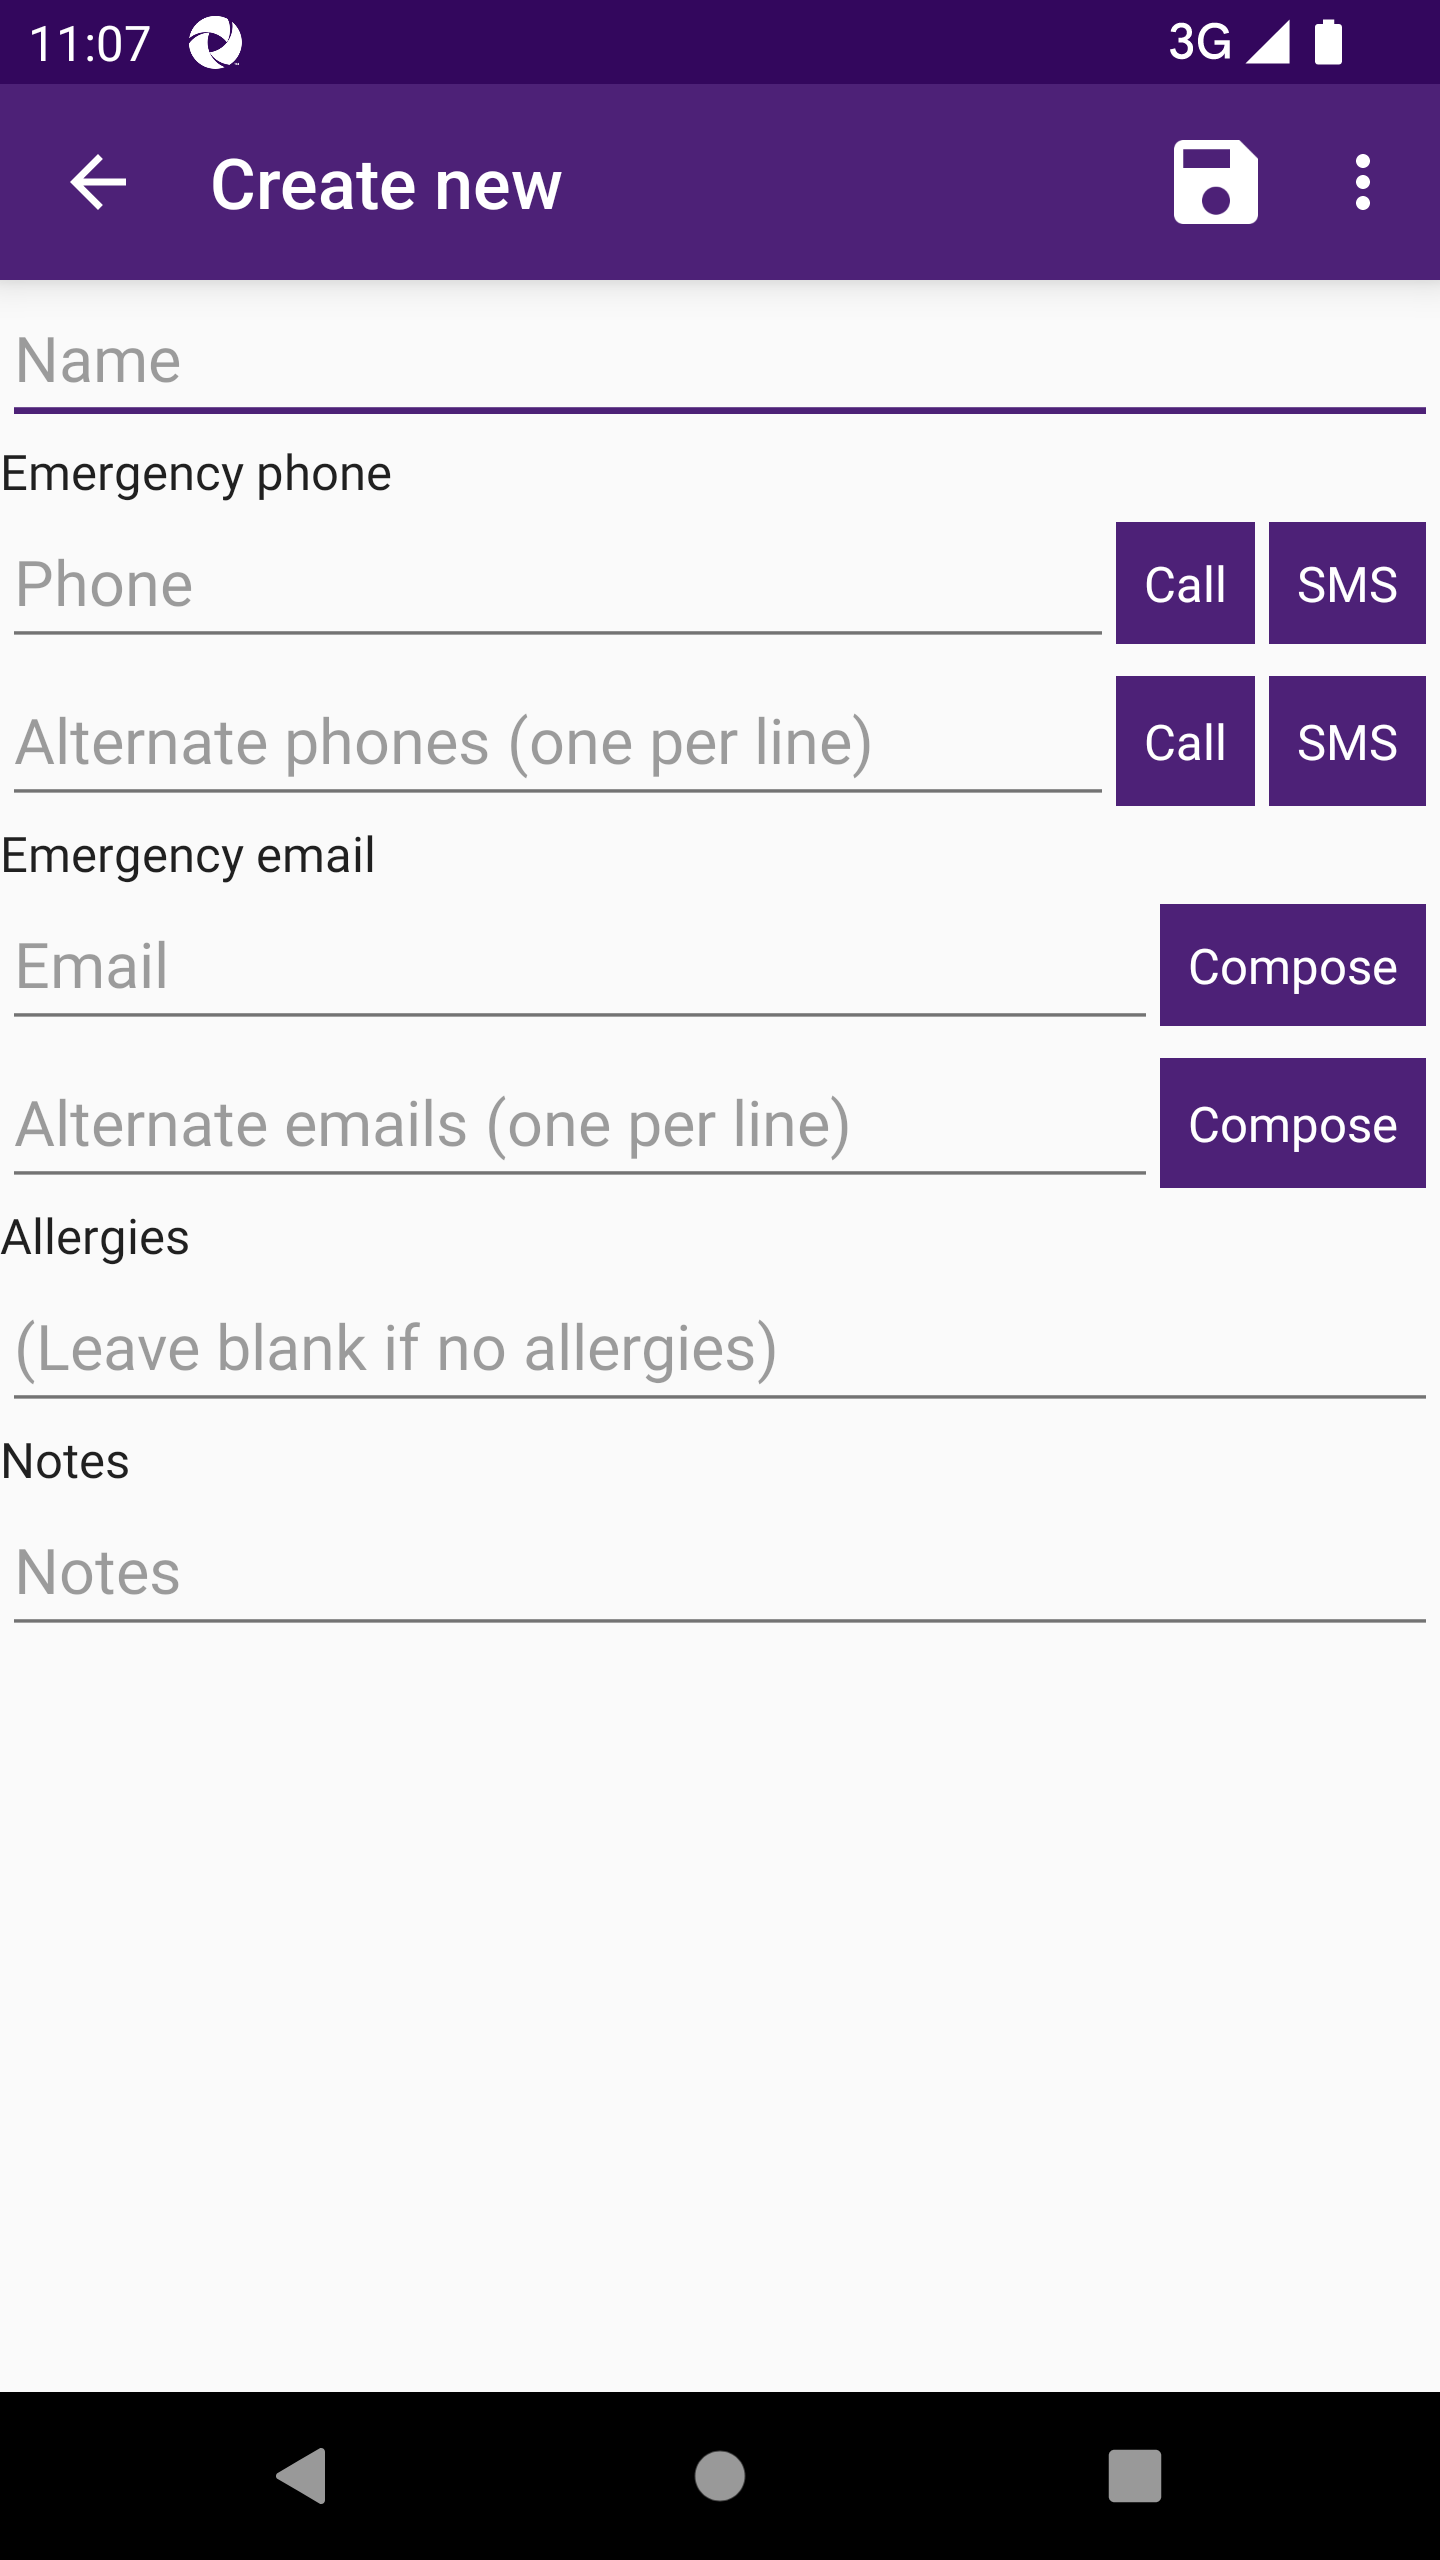 11:07
3G
Create new
Name
Emergency phone
Phone
Call
SMS
Alternate phones (one per line)
Call
SMS
Emergency email
Email
Compose
Alternate emails (one per line)
Compose
Allergies
(Leave blank if no allergies)
Notes
Notes